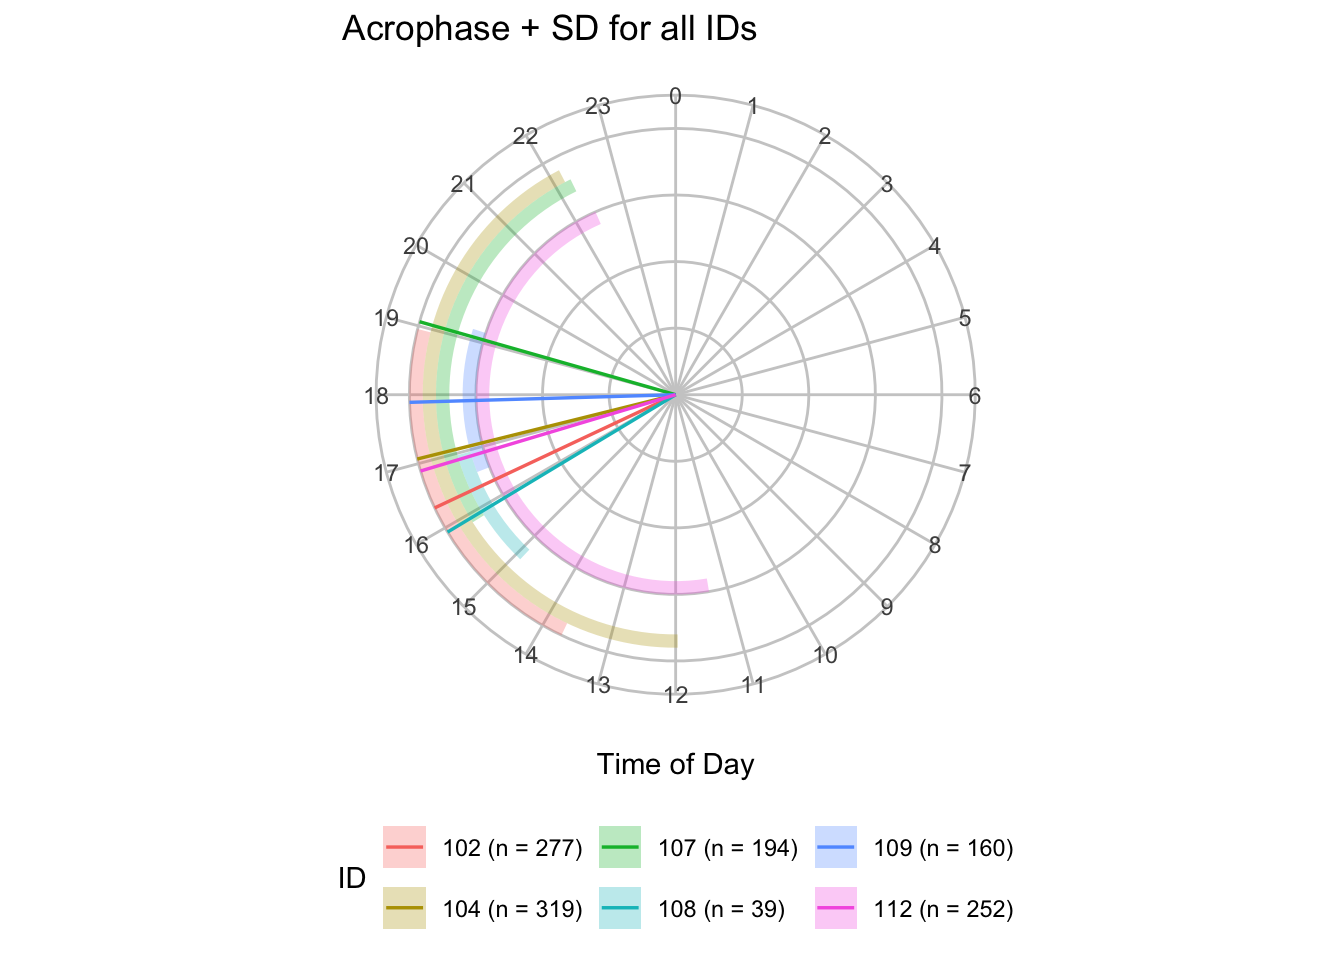 Acrophase + SD for all IDs
0
1
2
3
4
5
6
7
8
9
10
11
12
13
14
15
16
17
18
19
20
21
22
23
Time of Day
ID
102 (n = 277)
107 (n = 194)
109 (n = 160)
104 (n = 319)
108 (n = 39)
112 (n = 252)